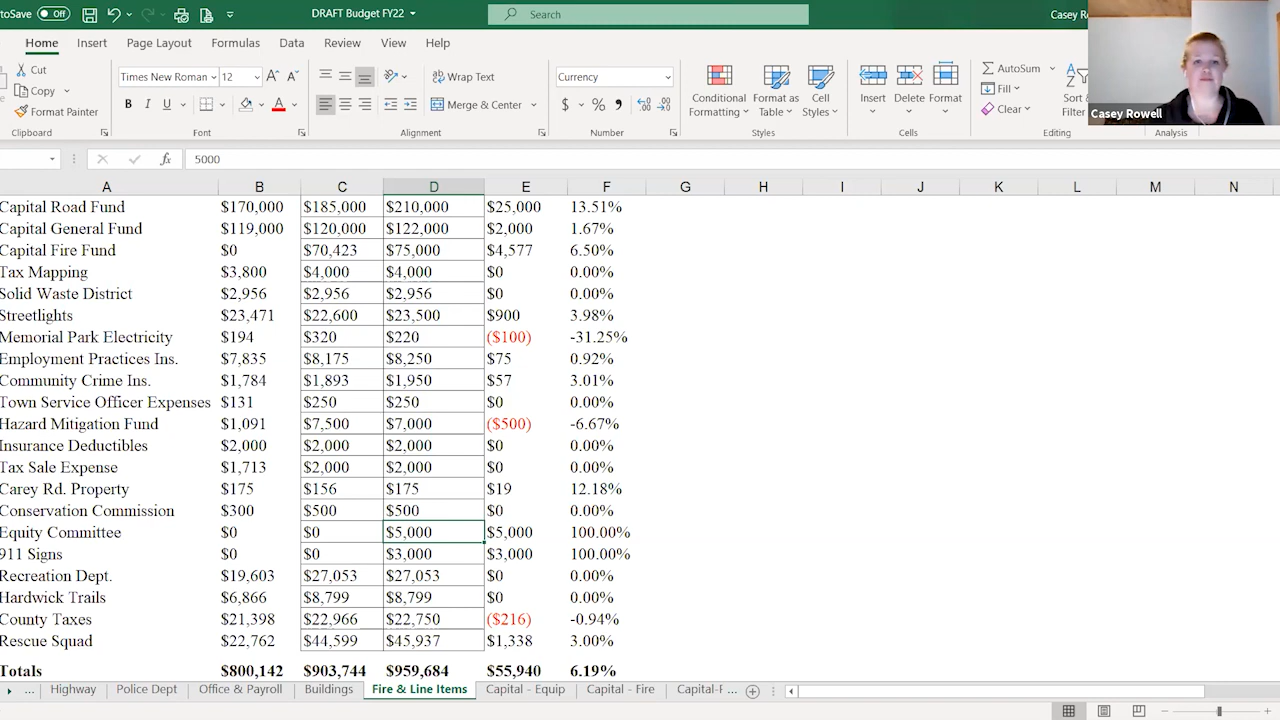 toSave Off DRAFT Budget FY22 Search Casey Ro
Home Insert Page Layout Formulas Data Review View Help
Cut
Copy
Format Painter
Clipboard
Times New Roman 12
B I U
Font
Wrap Text
Merge & Center
Alignment
Currency
$ % 9
Number
Conditional Formatting
Format as Table
Cell Styles
Styles
Insert Delete Format
Cells
AutoSum
Fill
Clear
Sort
Filter
Editing
Analysis
Casey Rowell
fx 5000
A B C D E F G H I J K L M N
Capital Road Fund $170,000 $185,000 $210,000 $25,000 13.51%
Capital General Fund $119,000 $120,000 $122,000 $2,000 1.67%
Capital Fire Fund $0 $70,423 $75,000 $4,577 6.50%
Tax Mapping $3,800 $4,000 $4,000 $0 0.00%
Solid Waste District $2,956 $2,956 $2,956 $0 0.00%
Streetlights $23,471 $22,600 $23,500 $900 3.98%
Memorial Park Electricity $194 $320 $220 ($100) -31.25%
Employment Practices Ins. $7,835 $8,175 $8,250 $75 0.92%
Community Crime Ins. $1,784 $1,893 $1,950 $57 3.01%
Town Service Officer Expenses $131 $250 $250 $0 0.00%
Hazard Mitigation Fund $1,091 $7,500 $7,000 ($500) -6.67%
Insurance Deductibles $2,000 $2,000 $2,000 $0 0.00%
Tax Sale Expense $1,713 $2,000 $2,000 $0 0.00%
Carey Rd. Property $175 $156 $175 $19 12.18%
Conservation Commission $300 $500 $500 $0 0.00%
Equity Committee $0 $0 $5,000 $5,000 100.00%
911 Signs $0 $0 $3,000 $3,000 100.00%
Recreation Dept. $19,603 $27,053 $27,053 $0 0.00%
Hardwick Trails $6,866 $8,799 $8,799 $0 0.00%
County Taxes $21,398 $22,966 $22,750 ($216) -0.94%
Rescue Squad $22,762 $44,599 $45,937 $1,338 3.00%
Totals $800,142 $903,744 $959,684 $55,940 6.19%
... Highway Police Dept Office & Payroll Buildings Fire & Line Items Capital - Equip Capital - Fire Capital-F ...